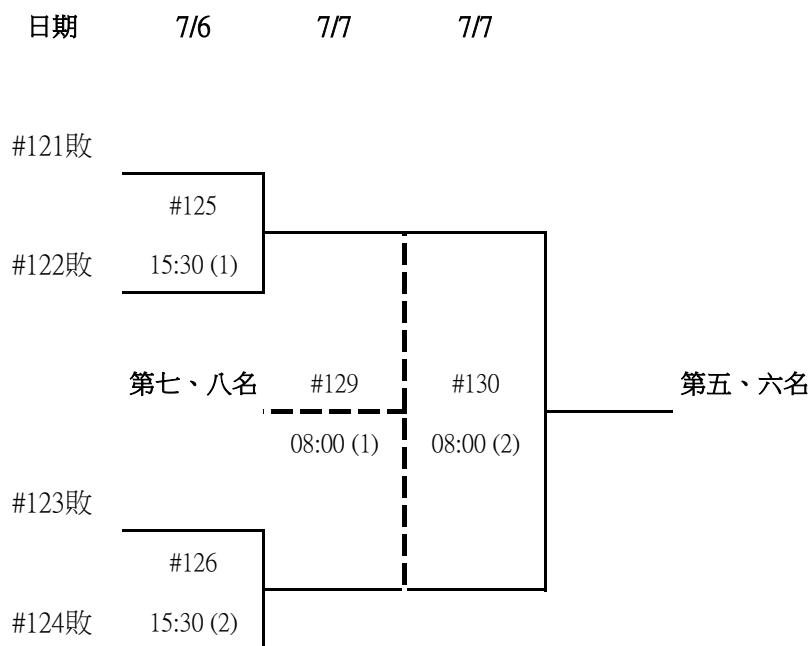 日期 7/6 7/7 7/7
#121敗
#125
#122敗 15:30 (1)
第七、八名 #129 #130 第五、六名
08:00 (1) 08:00 (2)
#123敗
#126
#124敗 15:30 (2)